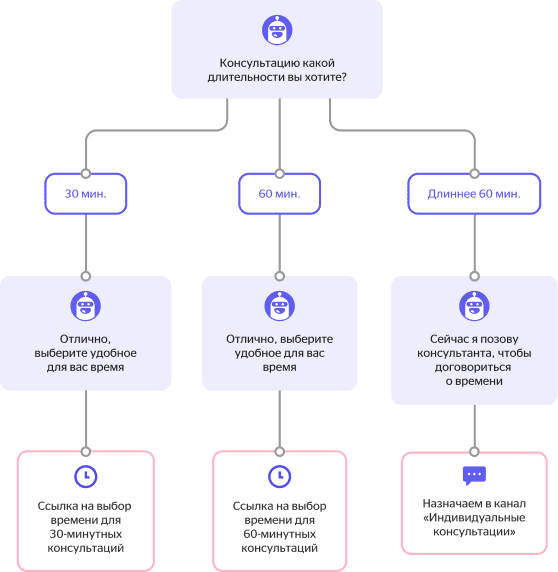 Консультацию какой
длительности вы хотите?
30 мин.
60 мин.
Длиннее 60 мин.
Отлично,
выберите удобное
для вас время
Отлично, выберите
удобное для вас
время
Сейчас я позову
консультанта, чтобы
договориться
о времени
Ссылка на выбор
времени для
30-минутных
консультаций
Ссылка на выбор
времени для
60-минутных
консультаций
Назначаем в канал
«Индивидуальные
консультации»